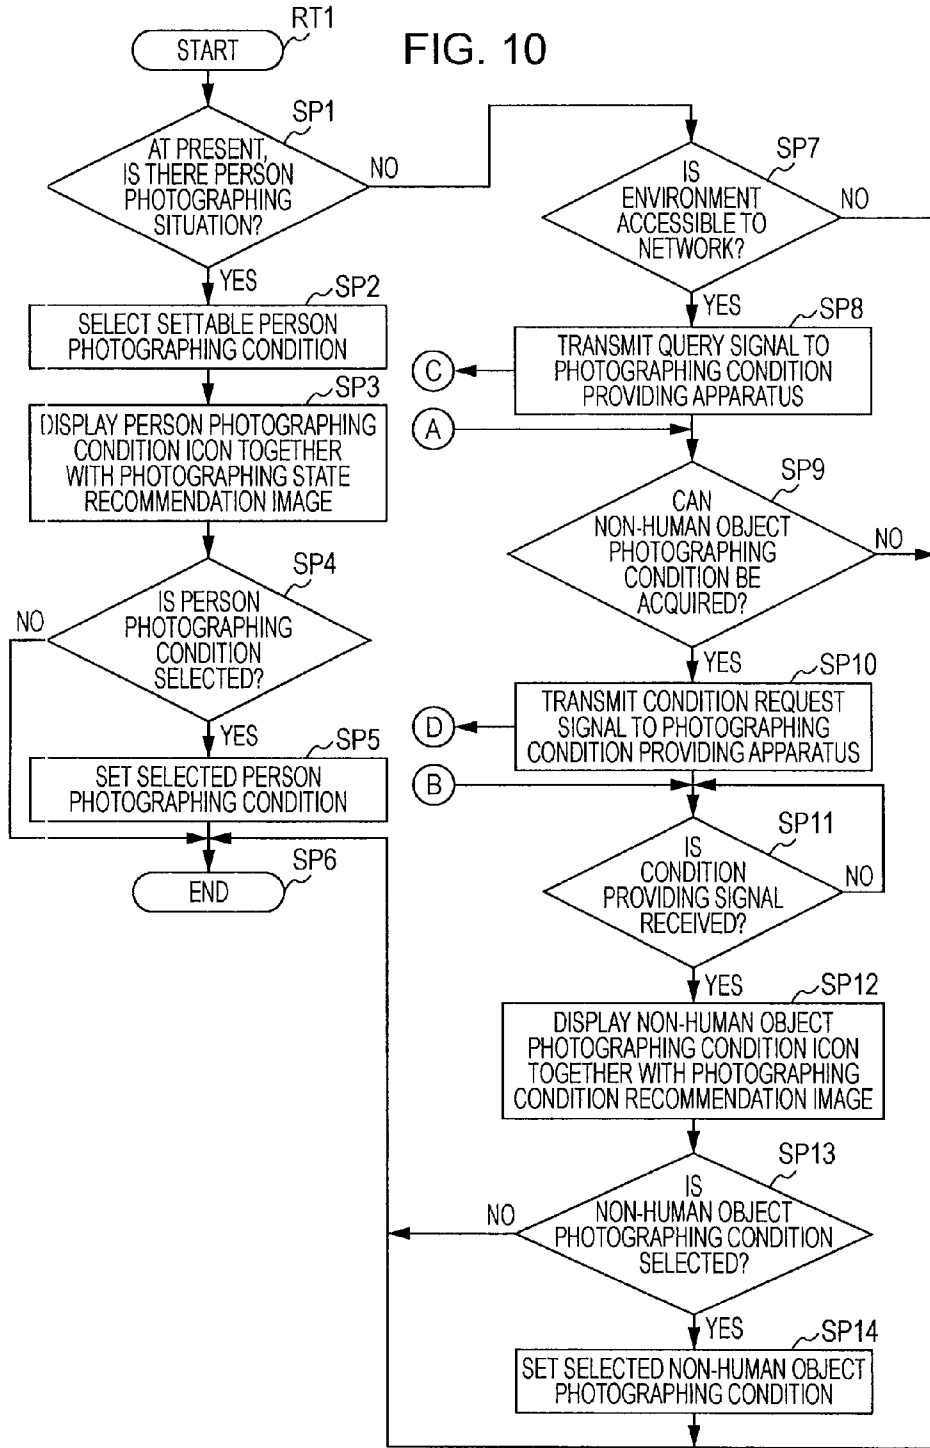 FIG. 10
RT1
START
SP1
AT PRESENT,
IS THERE PERSON
PHOTOGRAPHING
SITUATION?
NO
YES
SP2
SELECT SETTABLE PERSON
PHOTOGRAPHING CONDITION
SP3
DISPLAY PERSON PHOTOGRAPHING
CONDITION ICON TOGETHER
WITH PHOTOGRAPHING STATE
RECOMMENDATION IMAGE
SP4
IS PERSON
PHOTOGRAPHING
CONDITION
SELECTED?
NO
YES
SP5
SET SELECTED PERSON
PHOTOGRAPHING CONDITION
SP6
END
SP7
IS
ENVIRONMENT
ACCESSIBLE TO
NETWORK?
NO
YES
SP8
TRANSMIT QUERY SIGNAL TO
PHOTOGRAPHING CONDITION
PROVIDING APPARATUS
C
A
SP9
CAN
NON-HUMAN OBJECT
PHOTOGRAPHING
CONDITION BE
ACQUIRED?
NO
YES
SP10
TRANSMIT CONDITION REQUEST
SIGNAL TO PHOTOGRAPHING
CONDITION PROVIDING APPARATUS
D
B
SP11
IS
CONDITION
PROVIDING SIGNAL
RECEIVED?
NO
YES
SP12
DISPLAY NON-HUMAN OBJECT
PHOTOGRAPHING CONDITION ICON
TOGETHER WITH PHOTOGRAPHING
CONDITION RECOMMENDATION IMAGE
SP13
IS
NON-HUMAN OBJECT
PHOTOGRAPHING CONDITION
SELECTED?
NO
YES
SP14
SET SELECTED NON-HUMAN OBJECT
PHOTOGRAPHING CONDITION